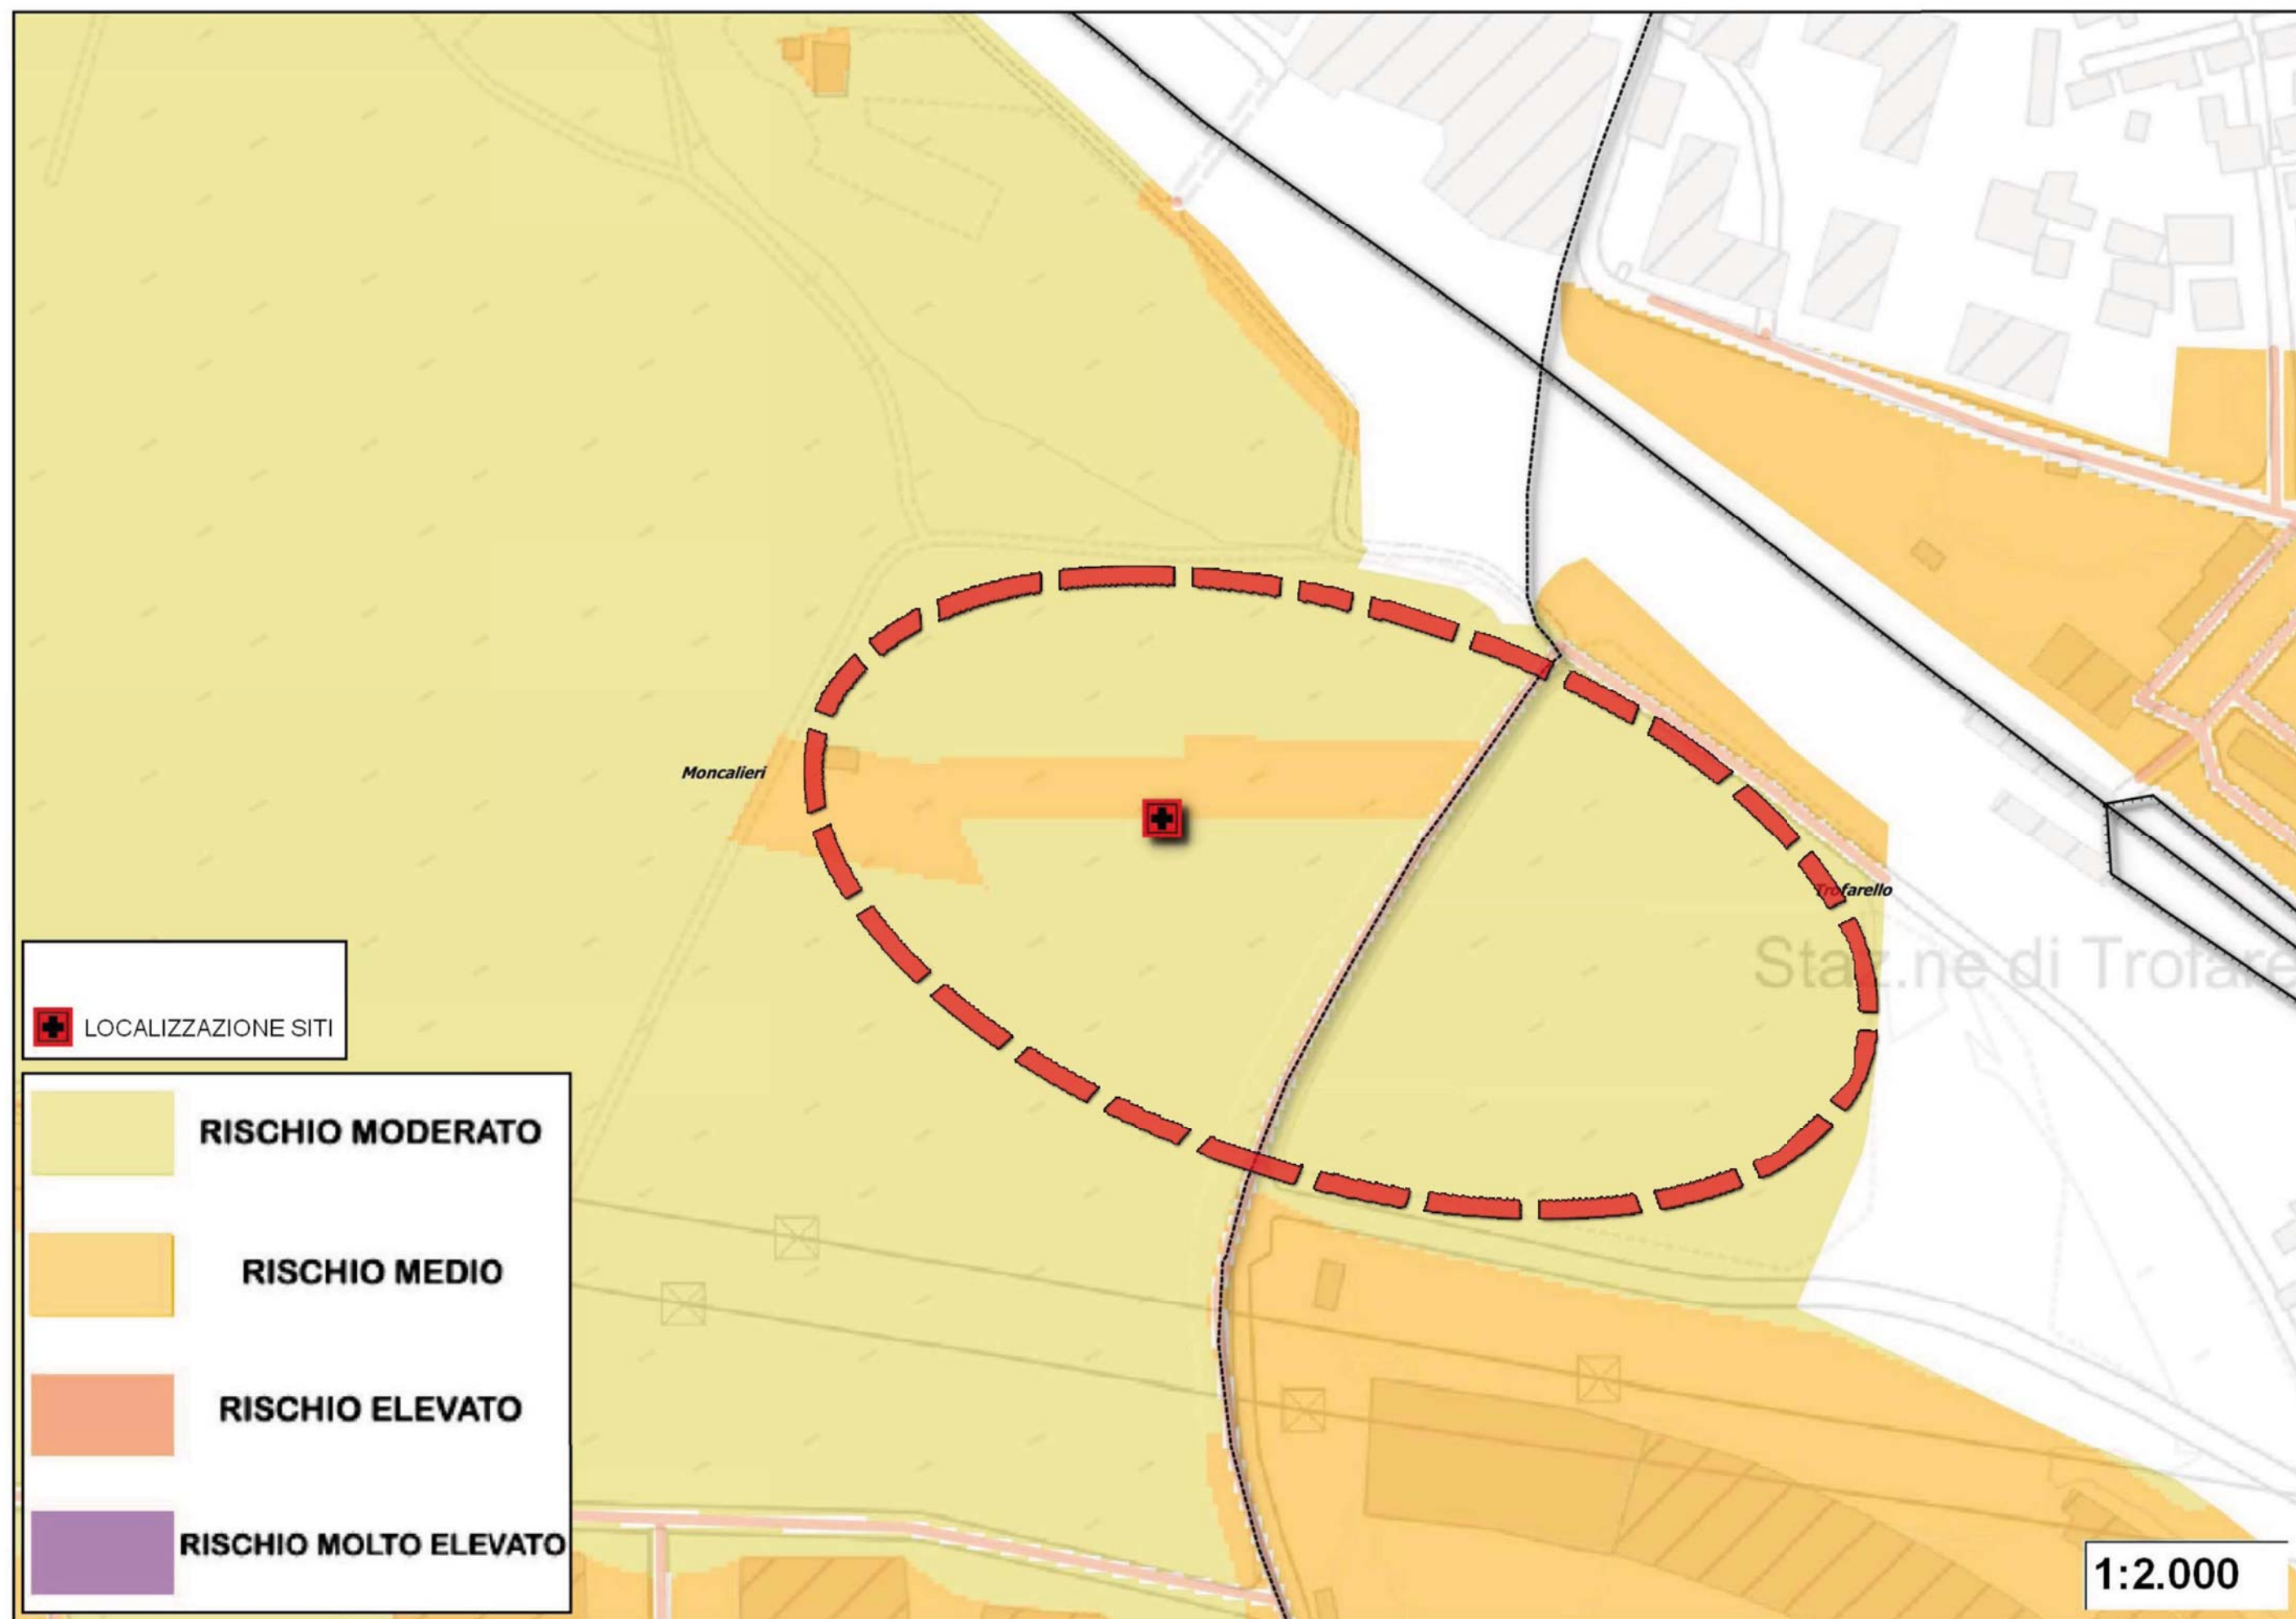 Moncalieri
Trofarello
Staz.ne di Trofare
LOCALIZZAZIONE SITI
RISCHIO MODERATO
RISCHIO MEDIO
RISCHIO ELEVATO
RISCHIO MOLTO ELEVATO
1:2.000